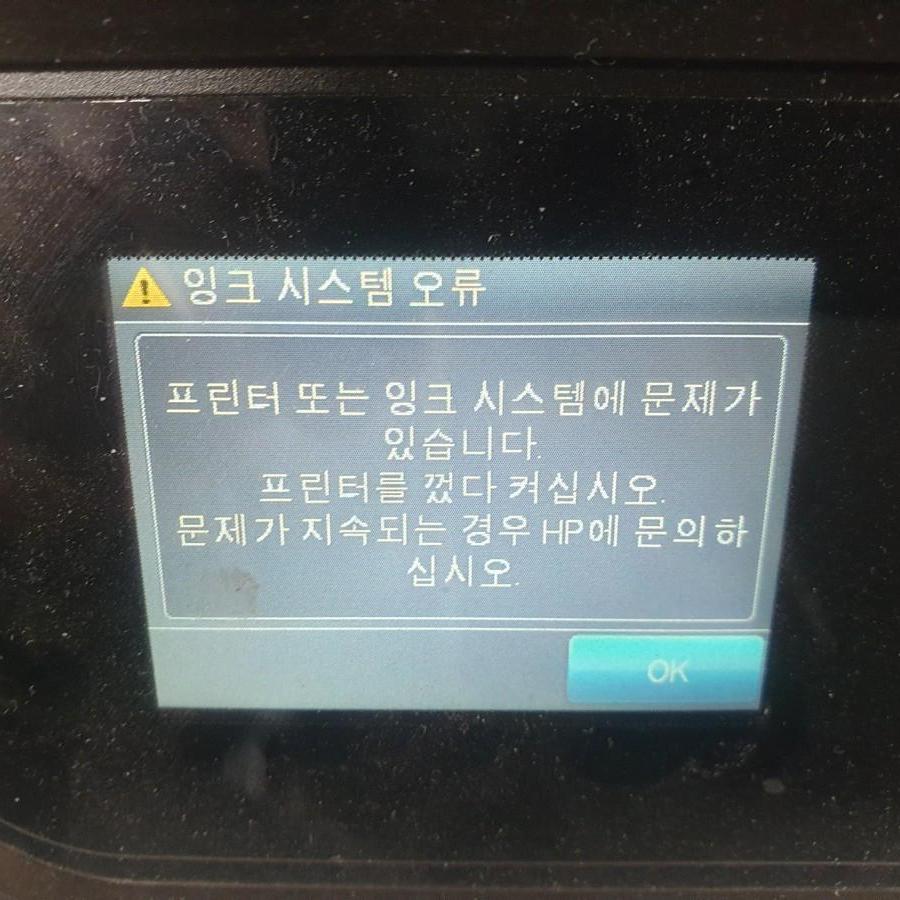 잉크 시스템 오류
프린터 또는 잉크 시스템에 문제가
있습니다.
프린터를 껐다 켜십시오.
문제가 지속되는 경우 HP에 문의하
십시오.
OK